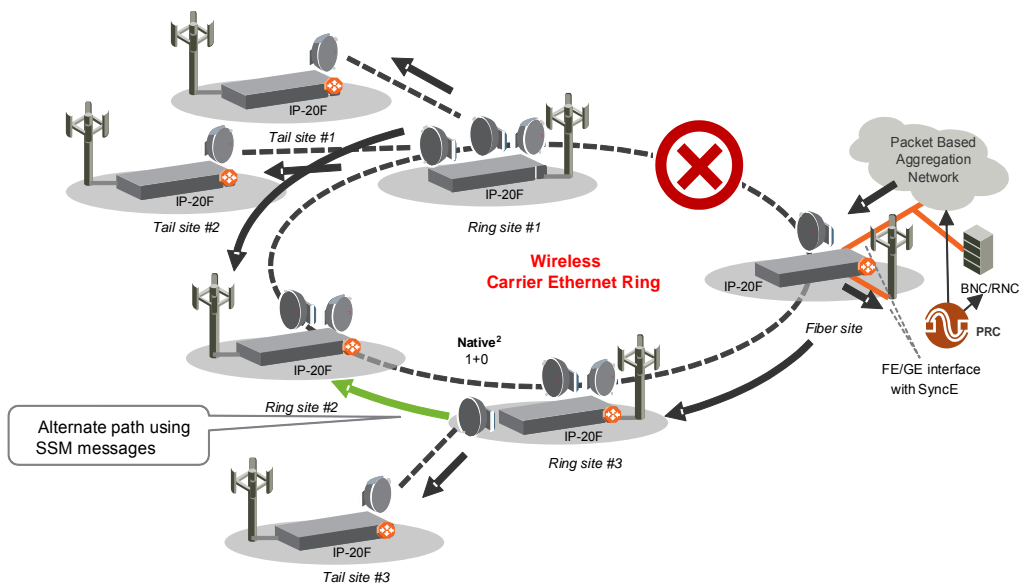 IP-20F
Tail site #1
IP-20F
Tail site #2
IP-20F
Ring site #1
Packet Based
Aggregation
Network
Wireless
Carrier Ethernet Ring
IP-20F
Fiber site
BNC/RNC
PRC
FE/GE interface
with SyncE
Native2
1+0
IP-20F
Ring site #2
Alternate path using
SSM messages
IP-20F
Ring site #3
IP-20F
Tail site #3